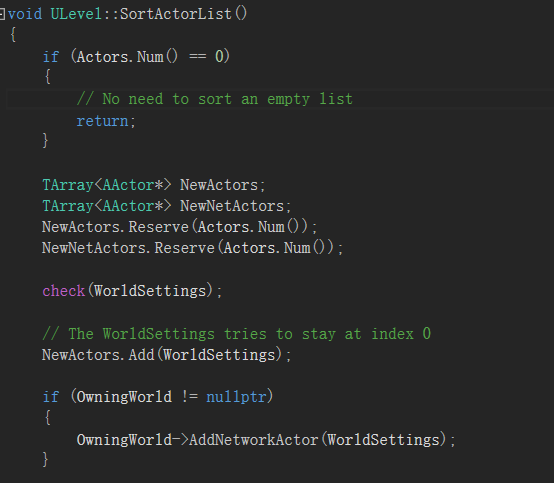 void ULevel::SortActorList()
{
    if (Actors.Num() == 0)
    {
        // No need to sort an empty list
        return;
    }

    TArray<AActor*> NewActors;
    TArray<AActor*> NewNetActors;
    NewActors.Reserve(Actors.Num());
    NewNetActors.Reserve(Actors.Num());

    check(WorldSettings);

    // The WorldSettings tries to stay at index 0
    NewActors.Add(WorldSettings);

    if (OwningWorld != nullptr)
    {
        OwningWorld->AddNetworkActor(WorldSettings);
    }